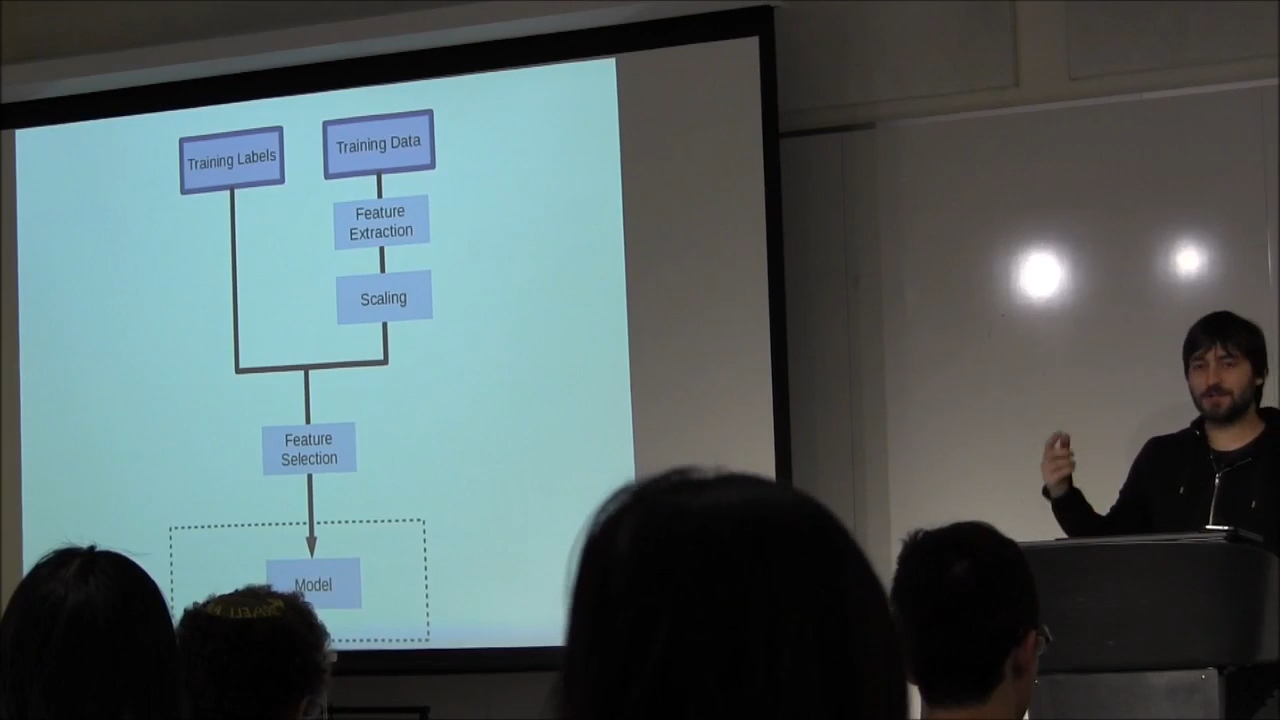 Training Labels
Training Data
Feature
Extraction
Scaling
Feature
Selection
Model